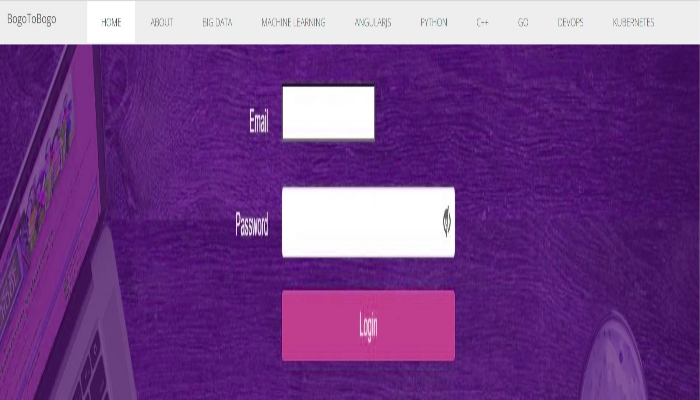 BogoToBogo HOME ABOUT BIG DATA MACHINE LEARNING ANGULARJS PYTHON C++ GO DEVOPS KUBERNETES
Email
Password
Login